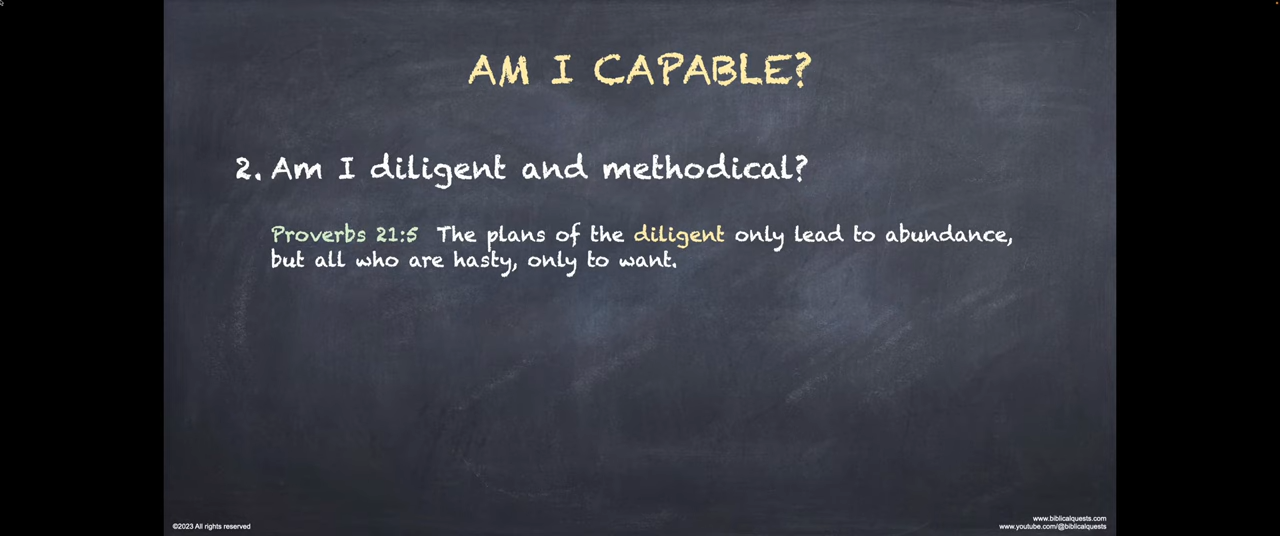 AM I CAPABLE?
2. Am I diligent and methodical?
Proverbs 21:5 The plans of the diligent only lead to abundance,
but all who are hasty, only to want.
©2023 All rights reserved
www.biblicalquests.com
www.youtube.com/@biblicalquests